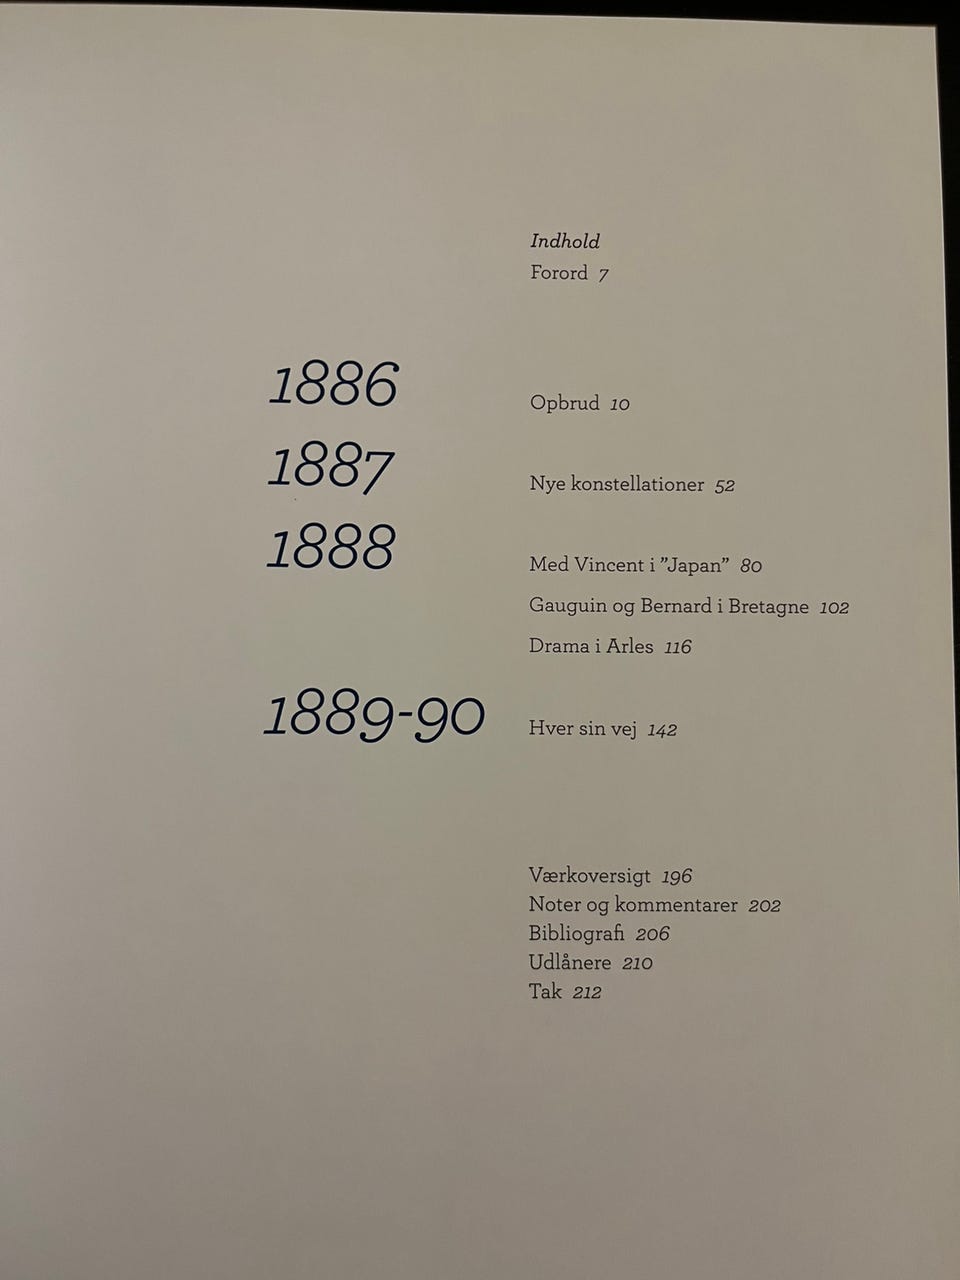 Indhold
Forord 7
1886 Opbrud 10
1887 Nye konstellationer 52
1888 Med Vincent i ”Japan” 80
Gauguin og Bernard i Bretagne 102
Drama i Arles 116
1889-90 Hver sin vej 142
Værkoversigt 196
Noter og kommentarer 202
Bibliografi 206
Udlånere 210
Tak 212